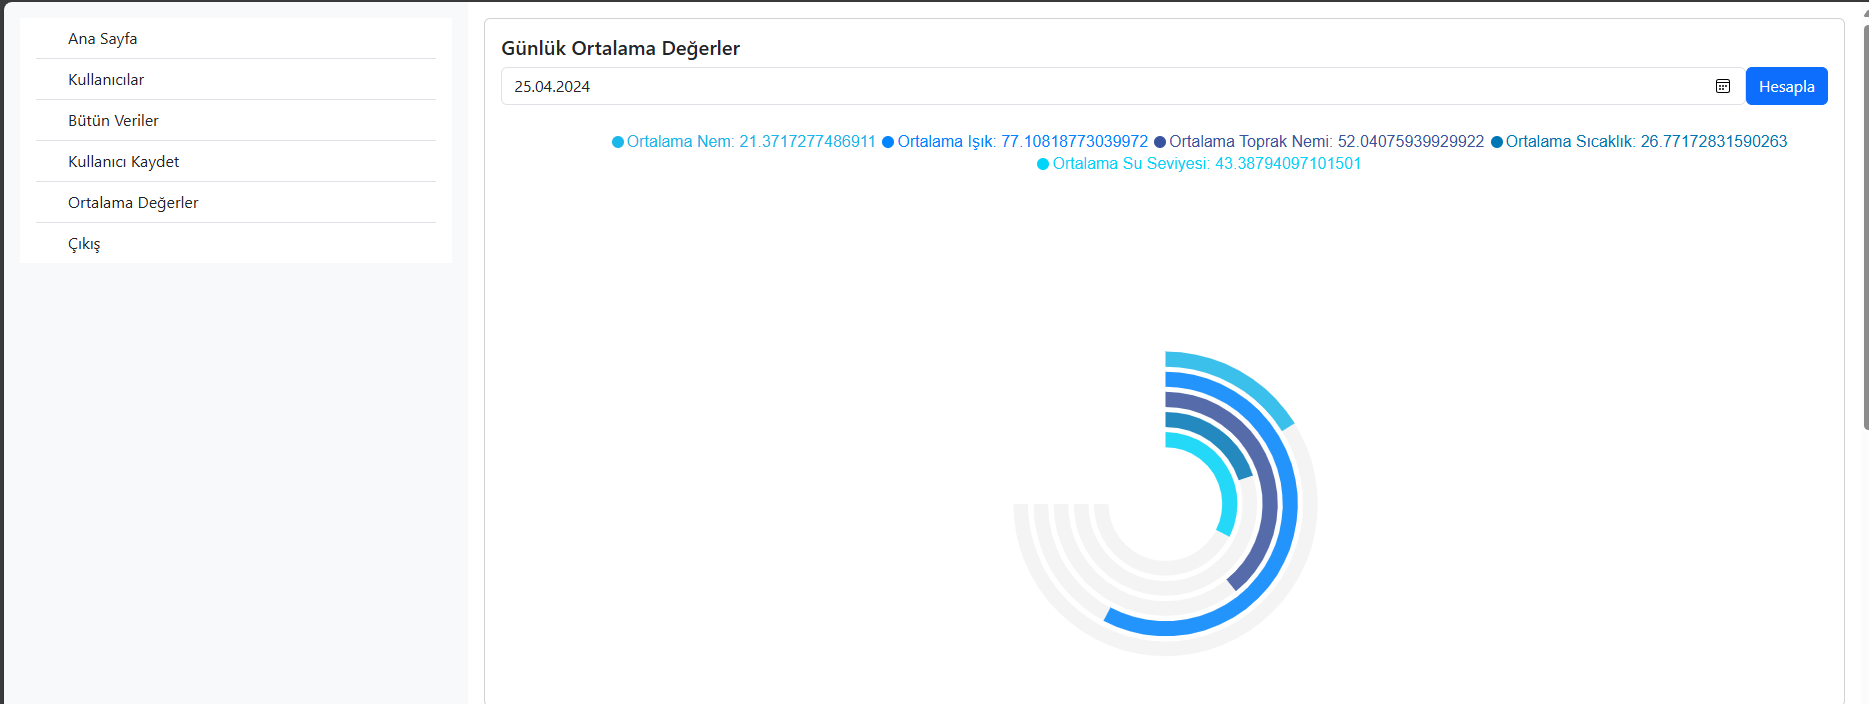 Ana Sayfa
Kullanıcılar
Bütün Veriler
Kullanıcı Kaydet
Ortalama Değerler
Çıkış
Günlük Ortalama Değerler
25.04.2024
Hesapla
Ortalama Nem: 21.3717277486911 Ortalama Işık: 77.10818773039972 Ortalama Toprak Nemi: 52.04075939929922 Ortalama Sıcaklık: 26.77172831590263
Ortalama Su Seviyesi: 43.38794097101501